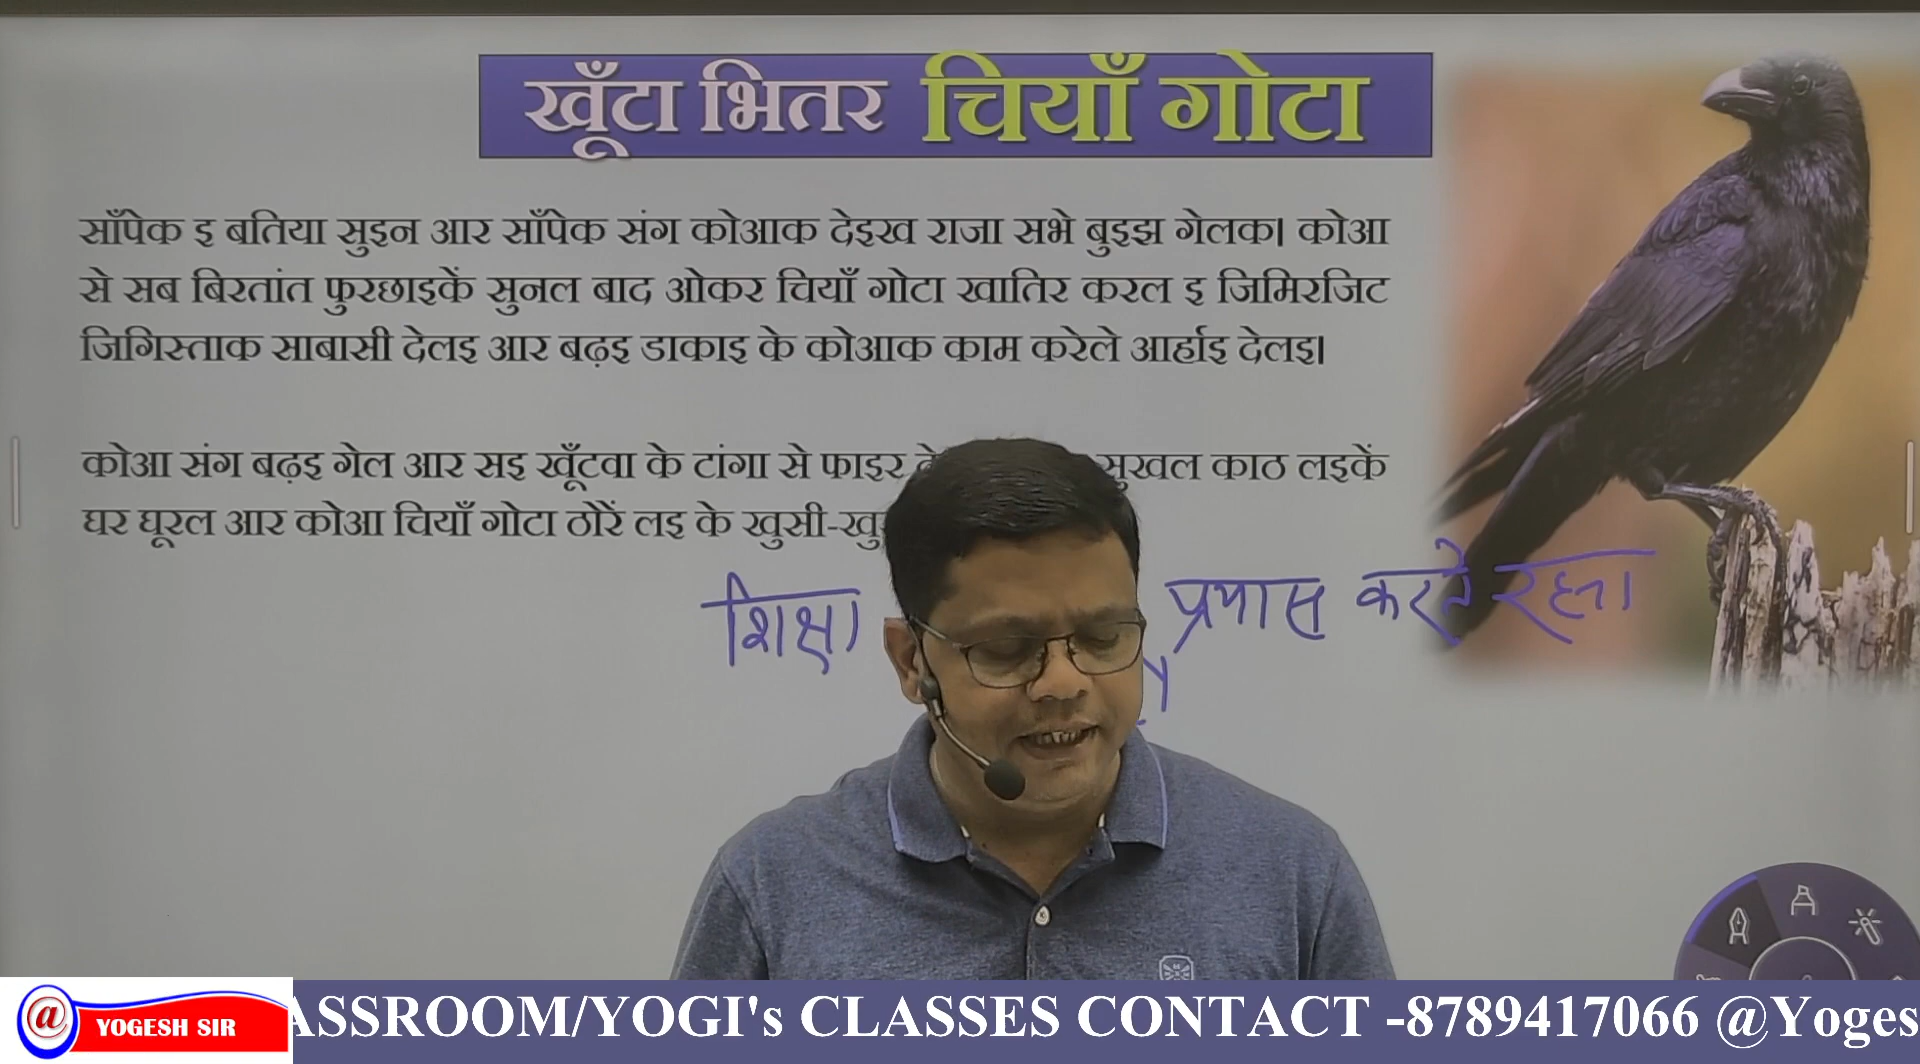 खूँटा भितर चियाँ गोटा
साँपेक इ बतिया सुइन आर साँपेक संग कोआक देइख राजा सभे बुइझ गेलक। कोआ
से सब बिरतांत फुरछाइकें सुनल बाद ओकर चियाँ गोटा खातिर करल इ जिमिरजिट
जिगिस्ताक साबासी देलइ आर बढ़इ डाकाइ के कोआक काम करेले आर्हाइ देलइ।
कोआ संग बढ़इ गेल आर सइ खूँटवा के टांगा से फाइर सुखल काठ लइकें
घर घूरल आर कोआ चियाँ गोटा ठोरें लइ के खुसी-
शिक्षा प्रयास करते रहना
@ YOGESH SIR
ASSROOM/YOGI's CLASSES CONTACT -8789417066 @Yoges